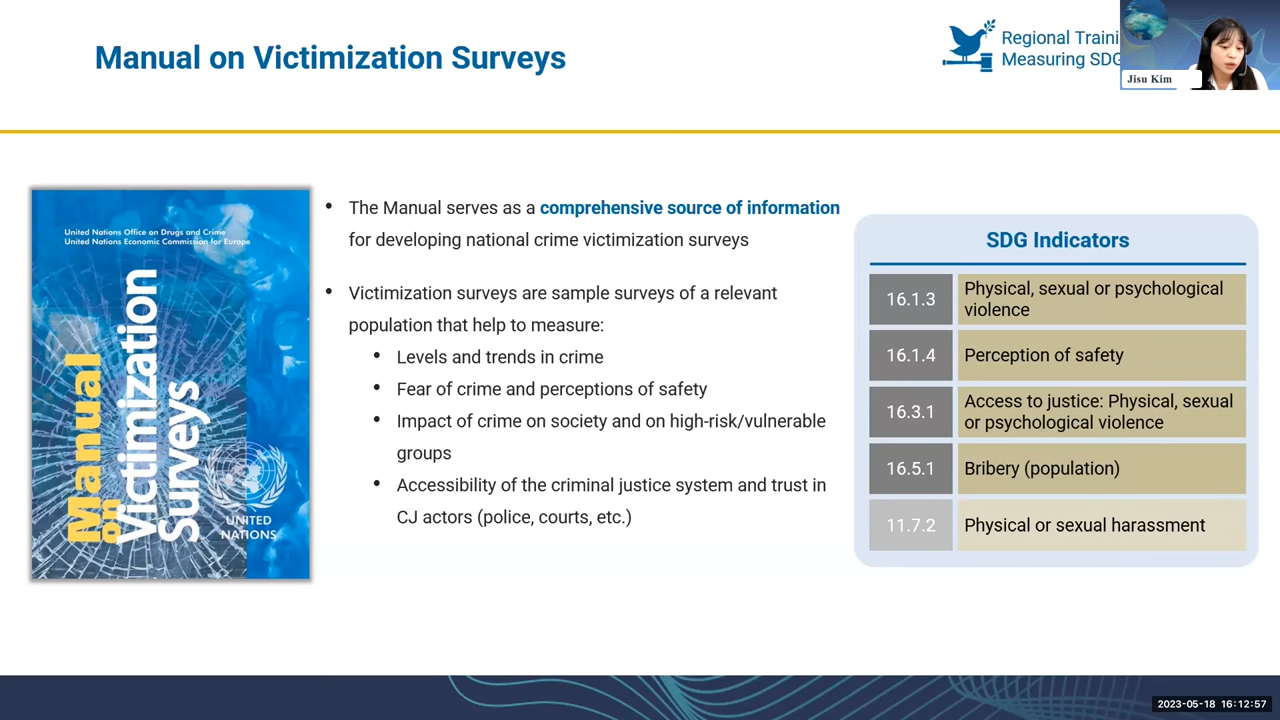 Manual on Victimization Surveys
Regional Traini
Measuring SDG
Jisu Kim
United Nations Office on Drugs and Crime
United Nations Economic Commission for Europe
Manual
on
Victimization
Surveys
UNITED
NATIONS
• The Manual serves as a comprehensive source of information
for developing national crime victimization surveys
• Victimization surveys are sample surveys of a relevant
population that help to measure:
• Levels and trends in crime
• Fear of crime and perceptions of safety
• Impact of crime on society and on high-risk/vulnerable
groups
• Accessibility of the criminal justice system and trust in
CJ actors (police, courts, etc.)
SDG Indicators
16.1.3 Physical, sexual or psychological
violence
16.1.4 Perception of safety
16.3.1 Access to justice: Physical, sexual
or psychological violence
16.5.1 Bribery (population)
11.7.2 Physical or sexual harassment
2023-05-18 16:12:57